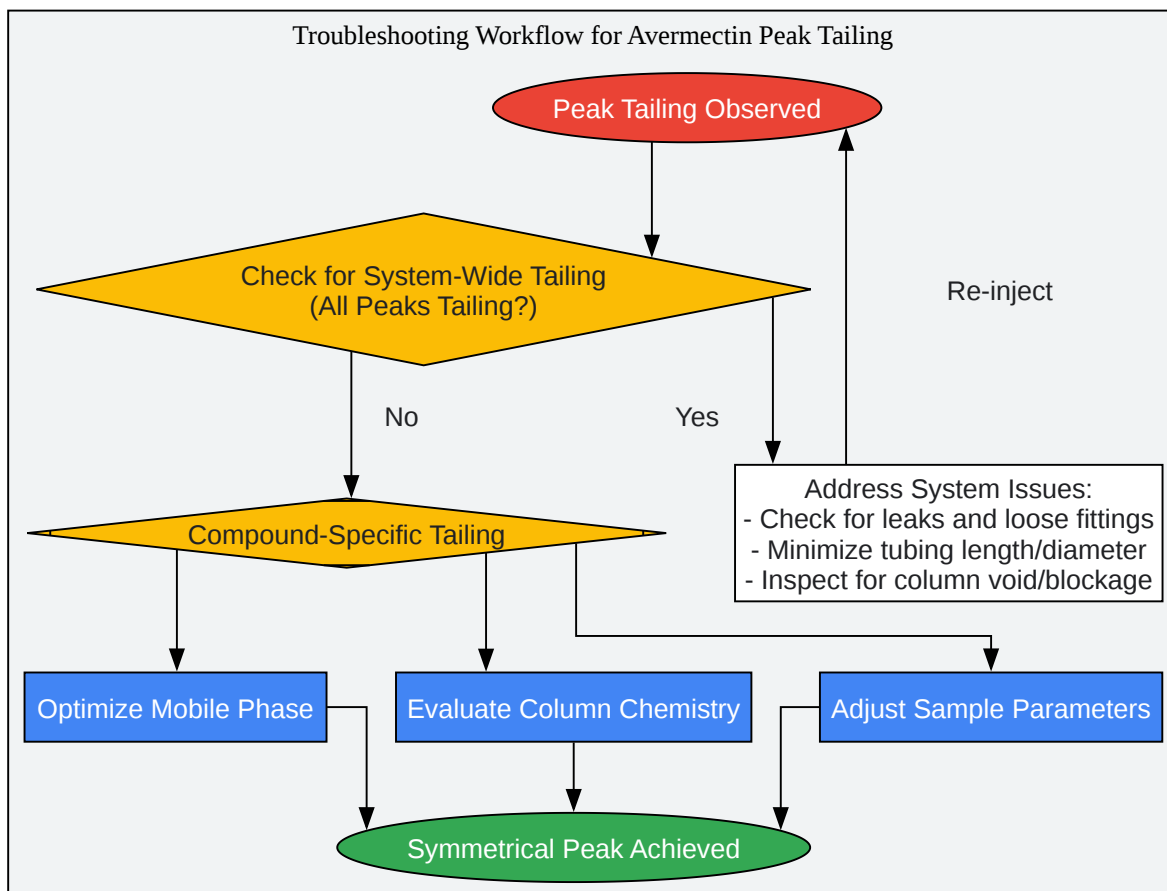 Troubleshooting Workflow for Avermectin Peak Tailing
Peak Tailing Observed
Check for System-Wide Tailing
(All Peaks Tailing?)
Re-inject
No
Yes
Address System Issues:
- Check for leaks and loose fittings
- Minimize tubing length/diameter
- Inspect for column void/blockage
Compound-Specific Tailing
Optimize Mobile Phase
Evaluate Column Chemistry
Adjust Sample Parameters
Symmetrical Peak Achieved